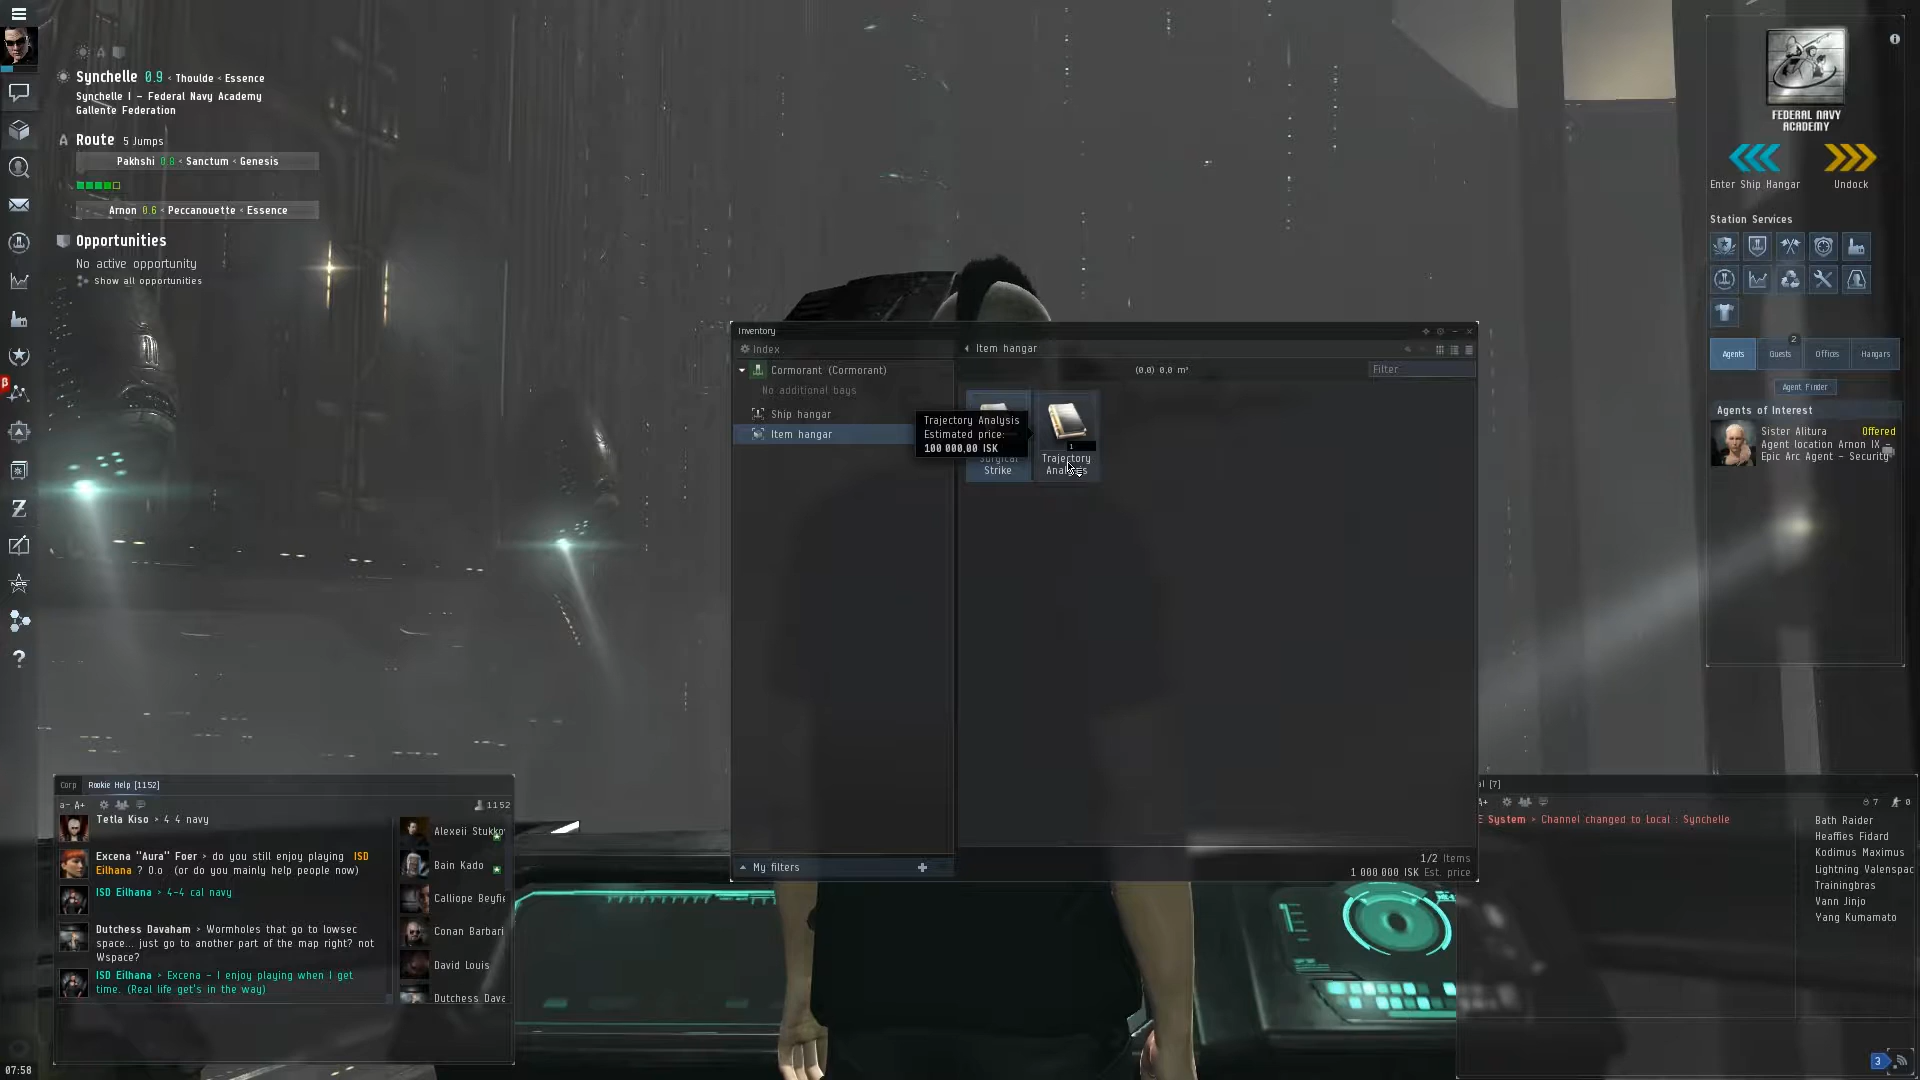 Synchelle 0.9 < Thoulde < Essence
Synchelle I - Federal Navy Academy
Gallente Federation
A Route 5 Jumps
Pakhshi 0.8 < Sanctum < Genesis
Arnon 0.6 < Peccanouette < Essence
Opportunities
No active opportunity
Show all opportunities
β
Z
?
07:58
Inventory
Index
Item hangar
Cormorant (Cormorant)
No additional bays
Ship hangar
Item hangar
(0,0) 0,0 m³
Filter
Trajectory Analysis
Estimated price:
100 000,00 ISK
Surgical
Strike
1
Trajectory
Analysis
My filters
1/2 Items
1 000 000 ISK Est. price
FEDERAL NAVY
ACADEMY
Enter Ship Hangar
Undock
Station Services
2
Agents
Guests
Offices
Hangars
Agent Finder
Agents of Interest
Sister Alitura Offered
Agent location Arnon IX -
Epic Arc Agent - Security
Corp
Rookie Help [1152]
a- A+
1152
Tetla Kiso > 4 4 navy
Excena "Aura" Foer > do you still enjoy playing ISD
Eilhana ? O.o (or do you mainly help people now)
ISD Eilhana > 4-4 cal navy
Dutchess Davaham > Wormholes that go to lowsec
space... just go to another part of the map right? not
Wspace?
ISD Eilhana > Excena - I enjoy playing when I get
time. (Real life get's in the way)
Alexeii Stukko
Bain Kado
Calliope Beyfie
Conan Barbari
David Louis
Dutchess Dava
al [7]
A+
7
0
E System > Channel changed to Local : Synchelle
Bath Raider
Heaffies Fidard
Kodimus Maximus
Lightning Valenspac
Trainingbras
Vann Jinjo
Yang Kumamato
3